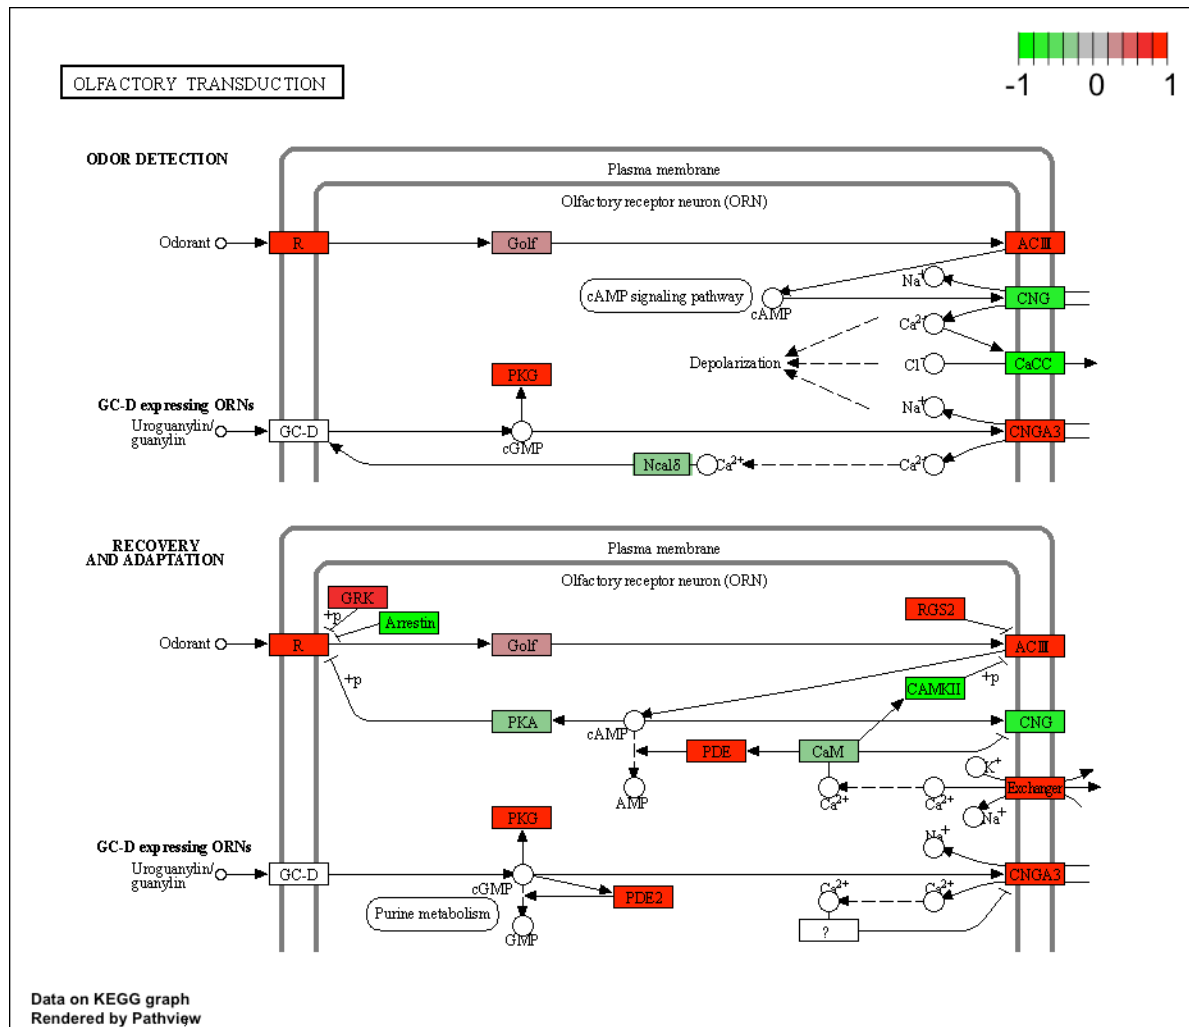 -1 0 1
OLFACTORY TRANSDUCTION
ODOR DETECTION
Plasma membrane
Olfactory receptor neuron (ORN)
Odorant
R
Golf
ACIII
Na+
cAMP signaling pathway
cAMP
CNG
Ca2+
Depolarization
Cl-
CaCC
PKG
GC-D expressing ORNs
Uroguanylin/
guanylin
GC-D
cGMP
Na+
CNGA3
Ncalδ
Ca2+
Ca2+
RECOVERY
AND ADAPTATION
Plasma membrane
Olfactory receptor neuron (ORN)
GRK
+p
Arrestin
RGS2
Odorant
R
Golf
ACIII
+p
+p
CAMKII
PKA
cAMP
CNG
PDE
CaM
K+
AMP
Ca2+
Ca2+
Exchanger
Na+
PKG
Na+
GC-D expressing ORNs
Uroguanylin/
guanylin
GC-D
cGMP
CNGA3
PDE2
Ca2+
Ca2+
Purine metabolism
GMP
?
Data on KEGG graph
Rendered by Pathview